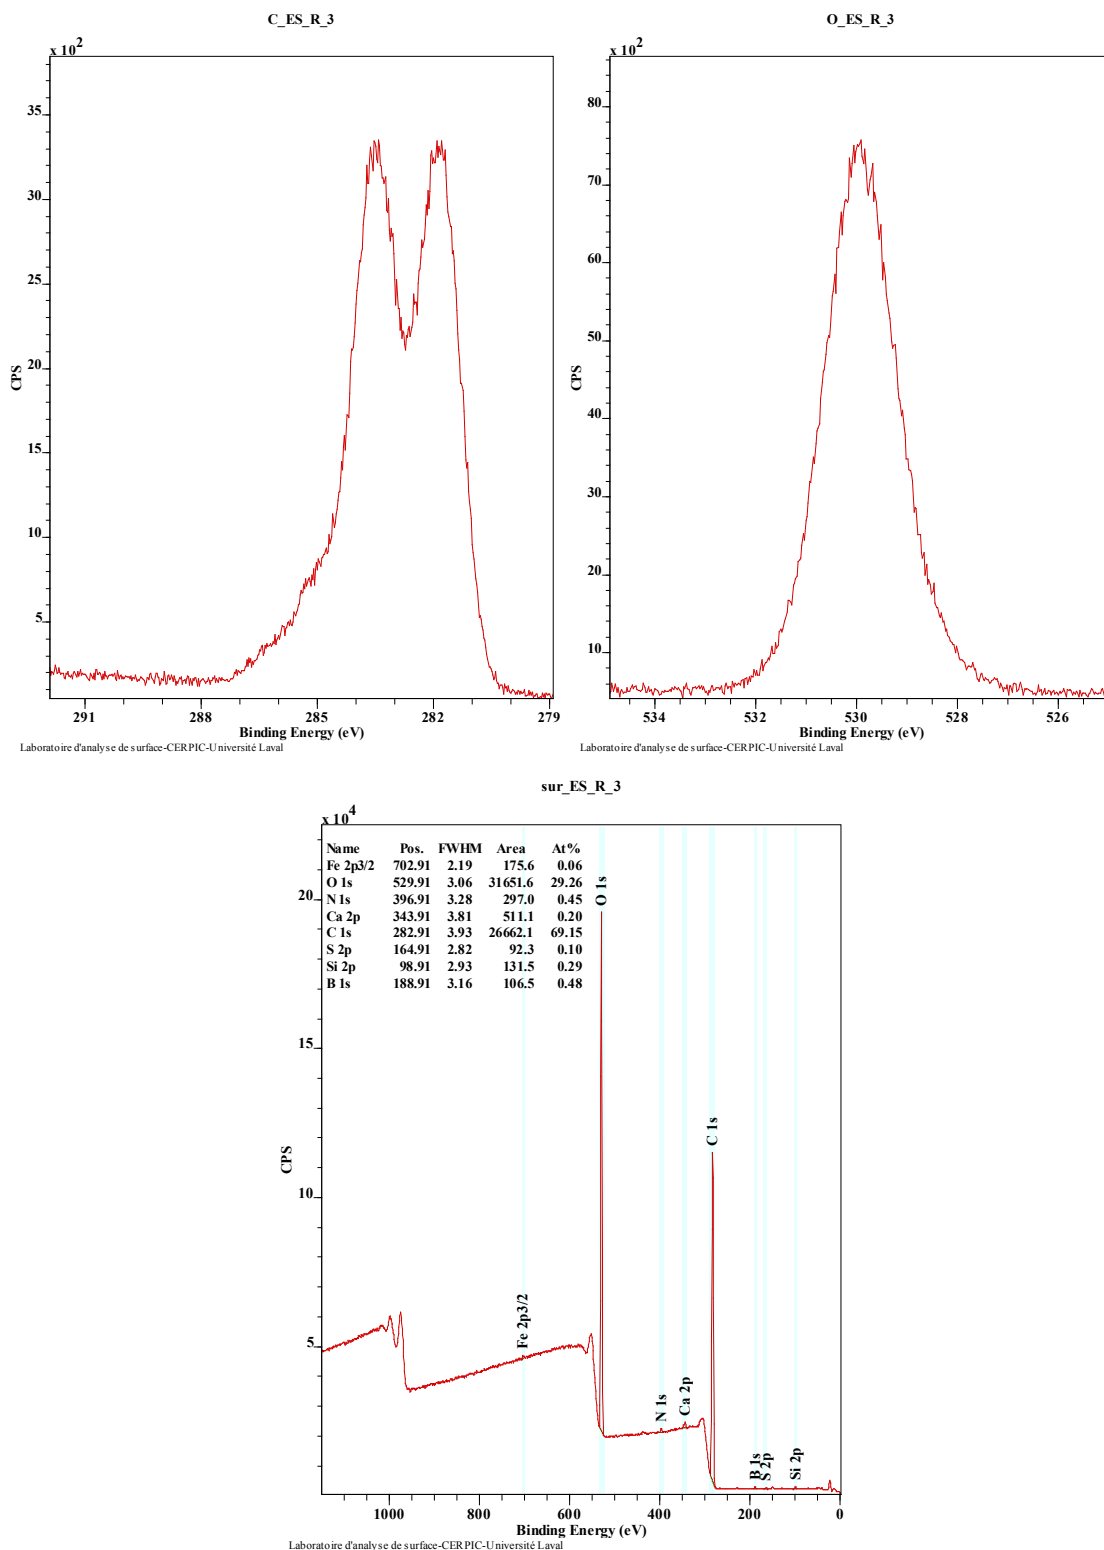 C_ES_R_3
x 10²
35
30
25
20
15
10
5
CPS
291 288 285 282 279
Binding Energy (eV)
Laboratoire d'analyse de surface-CERPIC-Université Laval
O_ES_R_3
x 10²
80
70
60
50
40
30
20
10
CPS
534 532 530 528 526
Binding Energy (eV)
Laboratoire d'analyse de surface-CERPIC-Université Laval
sur_ES_R_3
x 10⁴
Name Pos. FWHM Area At%
Fe 2p3/2 702.91 2.19 175.6 0.06
O 1s 529.91 3.06 31651.6 29.26
N 1s 396.91 3.28 297.0 0.45
Ca 2p 343.91 3.81 511.1 0.20
C 1s 282.91 3.93 26662.1 69.15
S 2p 164.91 2.82 92.3 0.10
Si 2p 98.91 2.93 131.5 0.29
B 1s 188.91 3.16 106.5 0.48
20
15
10
5
CPS
Fe 2p3/2
O 1s
N 1s
Ca 2p
C 1s
B 1s
S 2p
Si 2p
1000 800 600 400 200 0
Binding Energy (eV)
Laboratoire d'analyse de surface-CERPIC-Université Laval